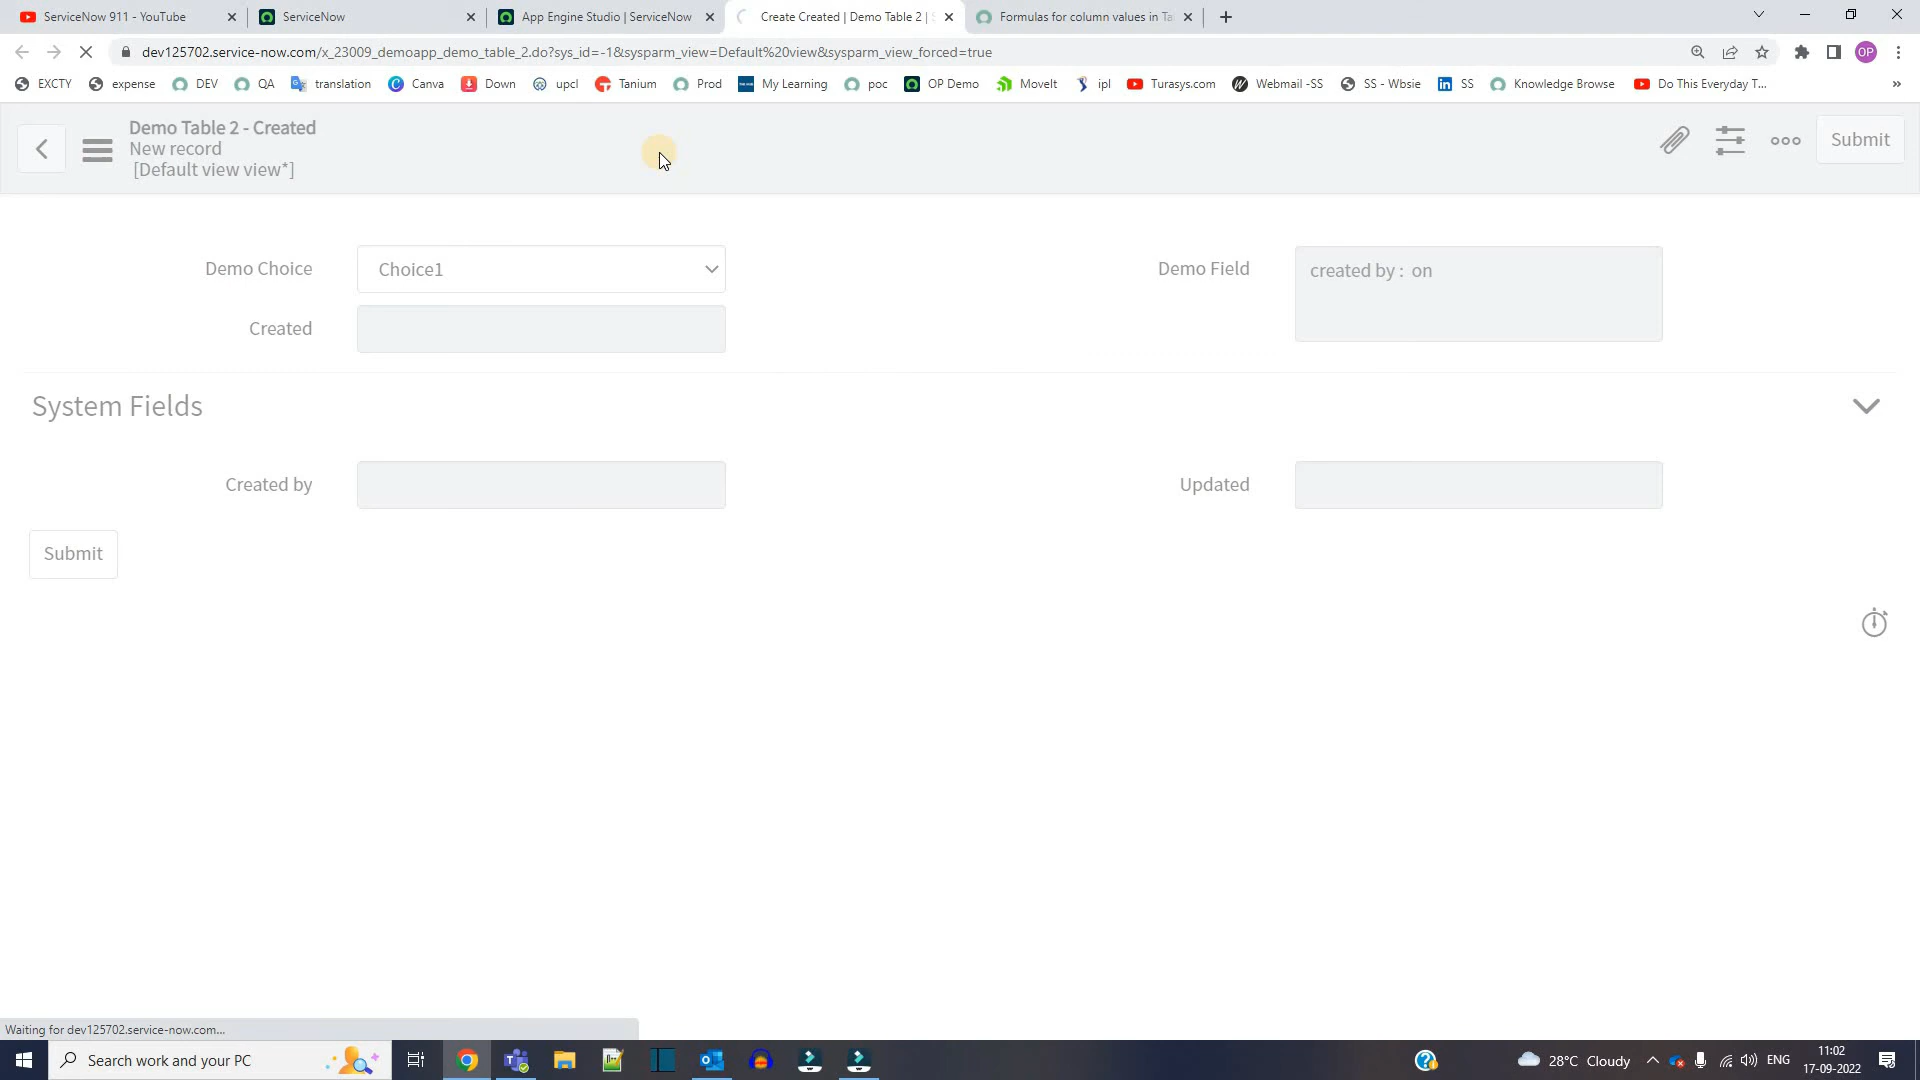 ServiceNow 911 - YouTube
ServiceNow
App Engine Studio | ServiceNow
Create Created | Demo Table 2 | S
Formulas for column values in Ta
dev125702.service-now.com/x_23009_demoapp_demo_table_2.do?sys_id=-1&sysparm_view=Default%20view&sysparm_view_forced=true
OP
EXCTY
expense
DEV
QA
translation
Canva
Down
upcl
Tanium
Prod
My Learning
poc
OP Demo
MoveIt
ipl
Turasys.com
Webmail -SS
SS - Wbsie
SS
Knowledge Browse
Do This Everyday T...
»
Demo Table 2 - Created
New record
[Default view view*]
Submit
Demo Choice
Choice1
Demo Field
created by : on
Created
System Fields
Created by
Updated
Submit
Waiting for dev125702.service-now.com...
Search work and your PC
28°C Cloudy
ENG
11:02
17-09-2022